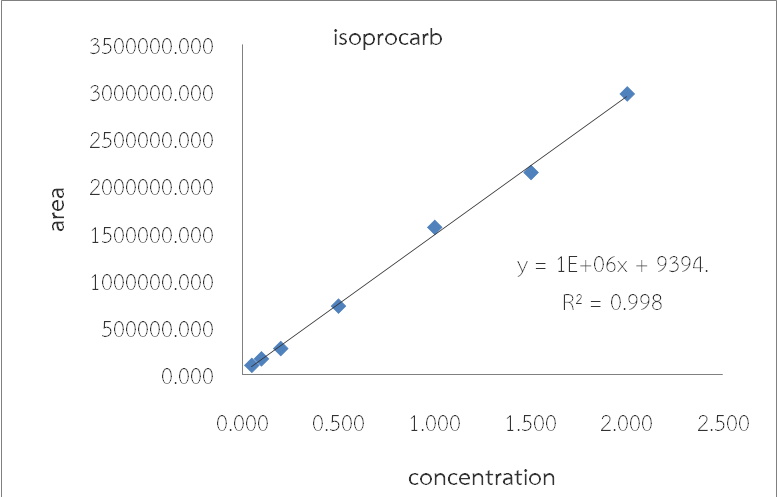 isoprocarb
3500000.000
3000000.000
2500000.000
2000000.000
1500000.000
1000000.000
500000.000
0.000
area
y = 1E+06x + 9394.
R² = 0.998
0.000 0.500 1.000 1.500 2.000 2.500
concentration